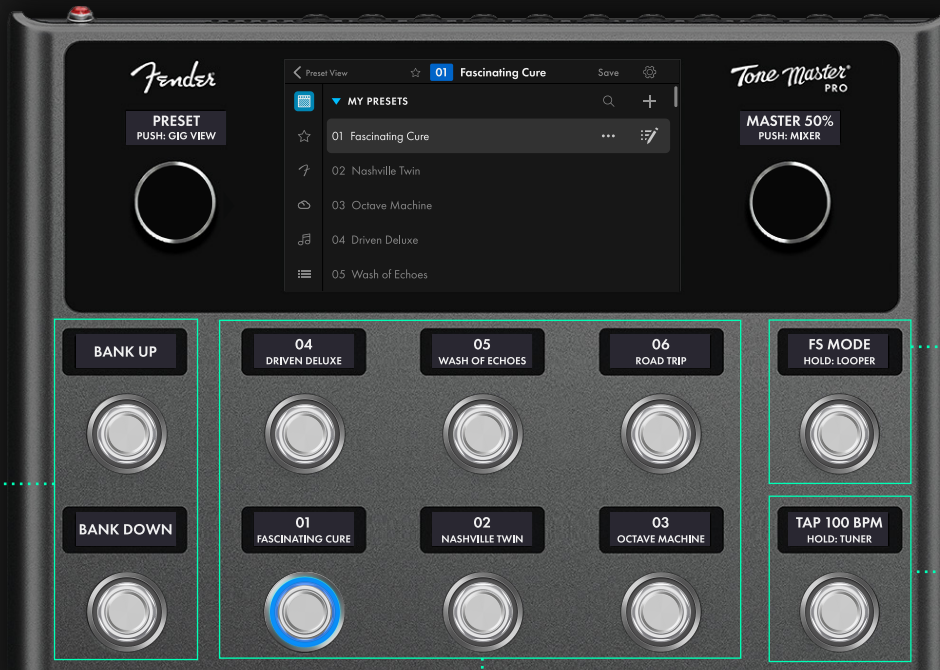 Fender
Preset View
01 Fascinating Cure
Save
Tone Master®
PRO
PRESET
PUSH: GIG VIEW
MY PRESETS
01 Fascinating Cure
02 Nashville Twin
03 Octave Machine
04 Driven Deluxe
05 Wash of Echoes
MASTER 50%
PUSH: MIXER
BANK UP
04
DRIVEN DELUXE
05
WASH OF ECHOES
06
ROAD TRIP
FS MODE
HOLD: LOOPER
BANK DOWN
01
FASCINATING CURE
02
NASHVILLE TWIN
03
OCTAVE MACHINE
TAP 100 BPM
HOLD: TUNER